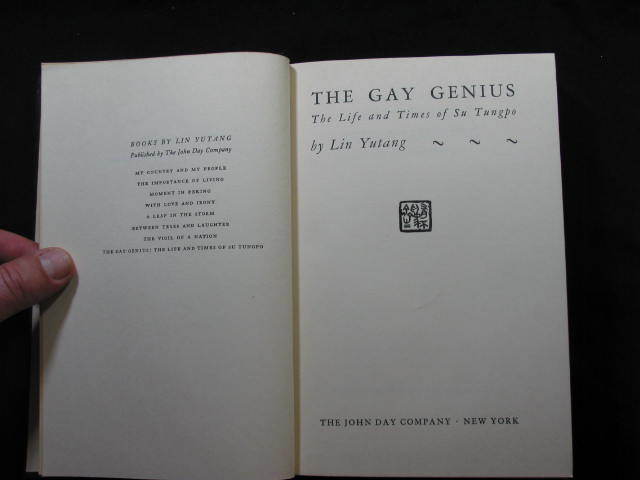 BOOKS BY LIN YUTANG
Published by The John Day Company
MY COUNTRY AND MY PEOPLE
THE IMPORTANCE OF LIVING
MOMENT IN PEKING
WITH LOVE AND IRONY
A LEAF IN THE STORM
BETWEEN TEARS AND LAUGHTER
THE VIGIL OF A NATION
THE GAY GENIUS: THE LIFE AND TIMES OF SU TUNGPO
THE GAY GENIUS
The Life and Times of Su Tungpo
by Lin Yutang ~ ~ ~
THE JOHN DAY COMPANY · NEW YORK